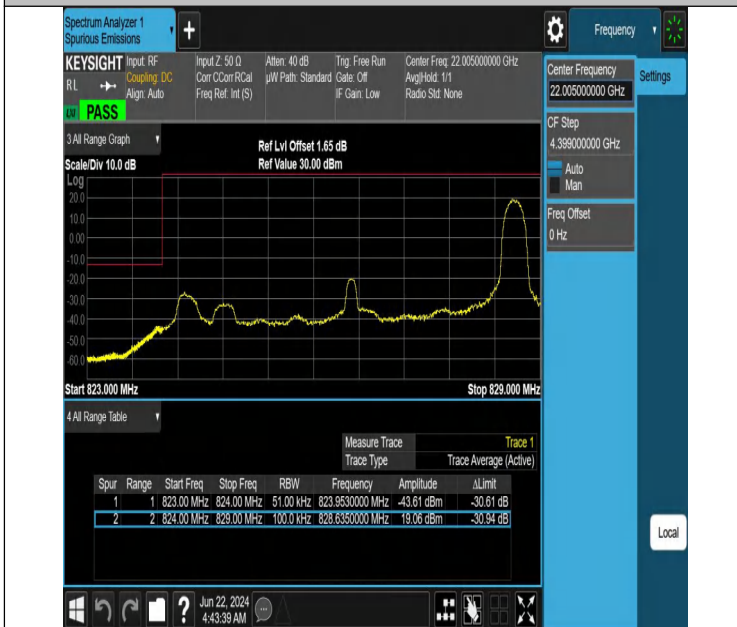 Spectrum Analyzer 1
Spurious Emissions
+
Frequency
KEYSIGHT
RL
Input: RF
Coupling: DC
Align: Auto
Input Z: 50 Ω
Corr CCorr RCal
Freq Ref: Int (S)
Atten: 40 dB
µW Path: Standard
Trig: Free Run
Gate: Off
IF Gain: Low
Center Freq: 22.005000000 GHz
Avg|Hold: 1/1
Radio Std: None
PASS
Center Frequency
22.005000000 GHz
Settings
CF Step
4.399000000 GHz
Auto
Man
Freq Offset
0 Hz
3 All Range Graph
Scale/Div 10.0 dB
Ref Lvl Offset 1.65 dB
Ref Value 30.00 dBm
Log
20.0
10.0
0.00
-10.0
-20.0
-30.0
-40.0
-50.0
-60.0
Start 823.000 MHz
Stop 829.000 MHz
4 All Range Table
Measure Trace Trace 1
Trace Type Trace Average (Active)
Spur Range Start Freq Stop Freq RBW Frequency Amplitude ΔLimit
1 1 823.00 MHz 824.00 MHz 51.00 kHz 823.9530000 MHz -43.61 dBm -30.61 dB
2 2 824.00 MHz 829.00 MHz 100.0 kHz 828.6350000 MHz 19.06 dBm -30.94 dB
Local
?
Jun 22, 2024
4:43:39 AM